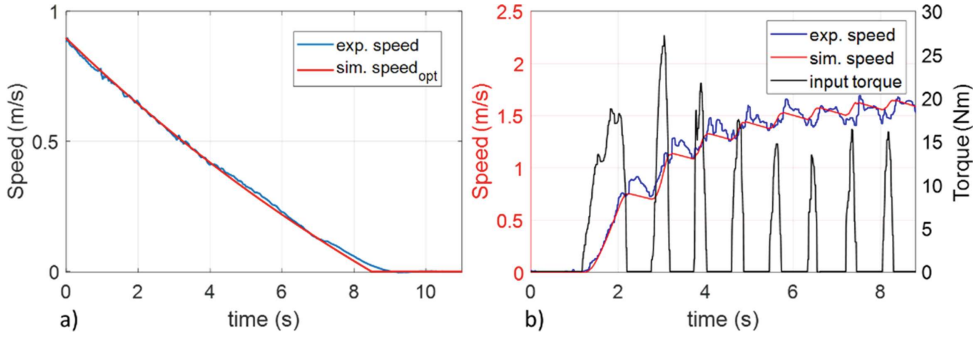 1
0.5
0
Speed (m/s)
exp. speed
sim. speed_opt
0 2 4 6 8 10
time (s)
a)
2.5
2
1.5
1
0.5
0
Speed (m/s)
exp. speed
sim. speed
input torque
30
25
20
15
10
5
0
Torque (Nm)
0 2 4 6 8
time (s)
b)